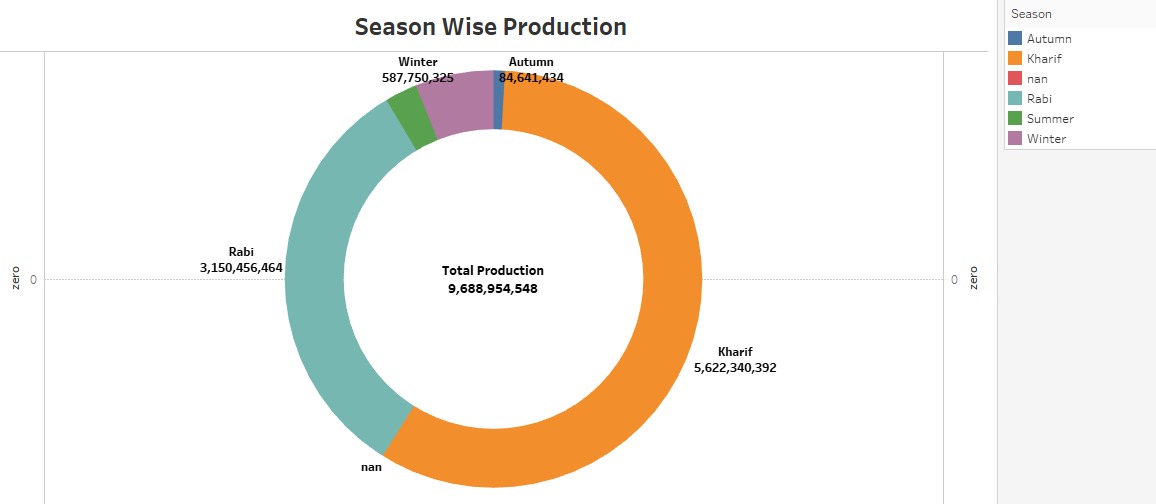 Season Wise Production
Season
Autumn
Kharif
nan
Rabi
Summer
Winter
Winter
587,750,325
Autumn
84,641,434
Rabi
3,150,456,464
Total Production
9,688,954,548
zero
0
0
zero
Kharif
5,622,340,392
nan